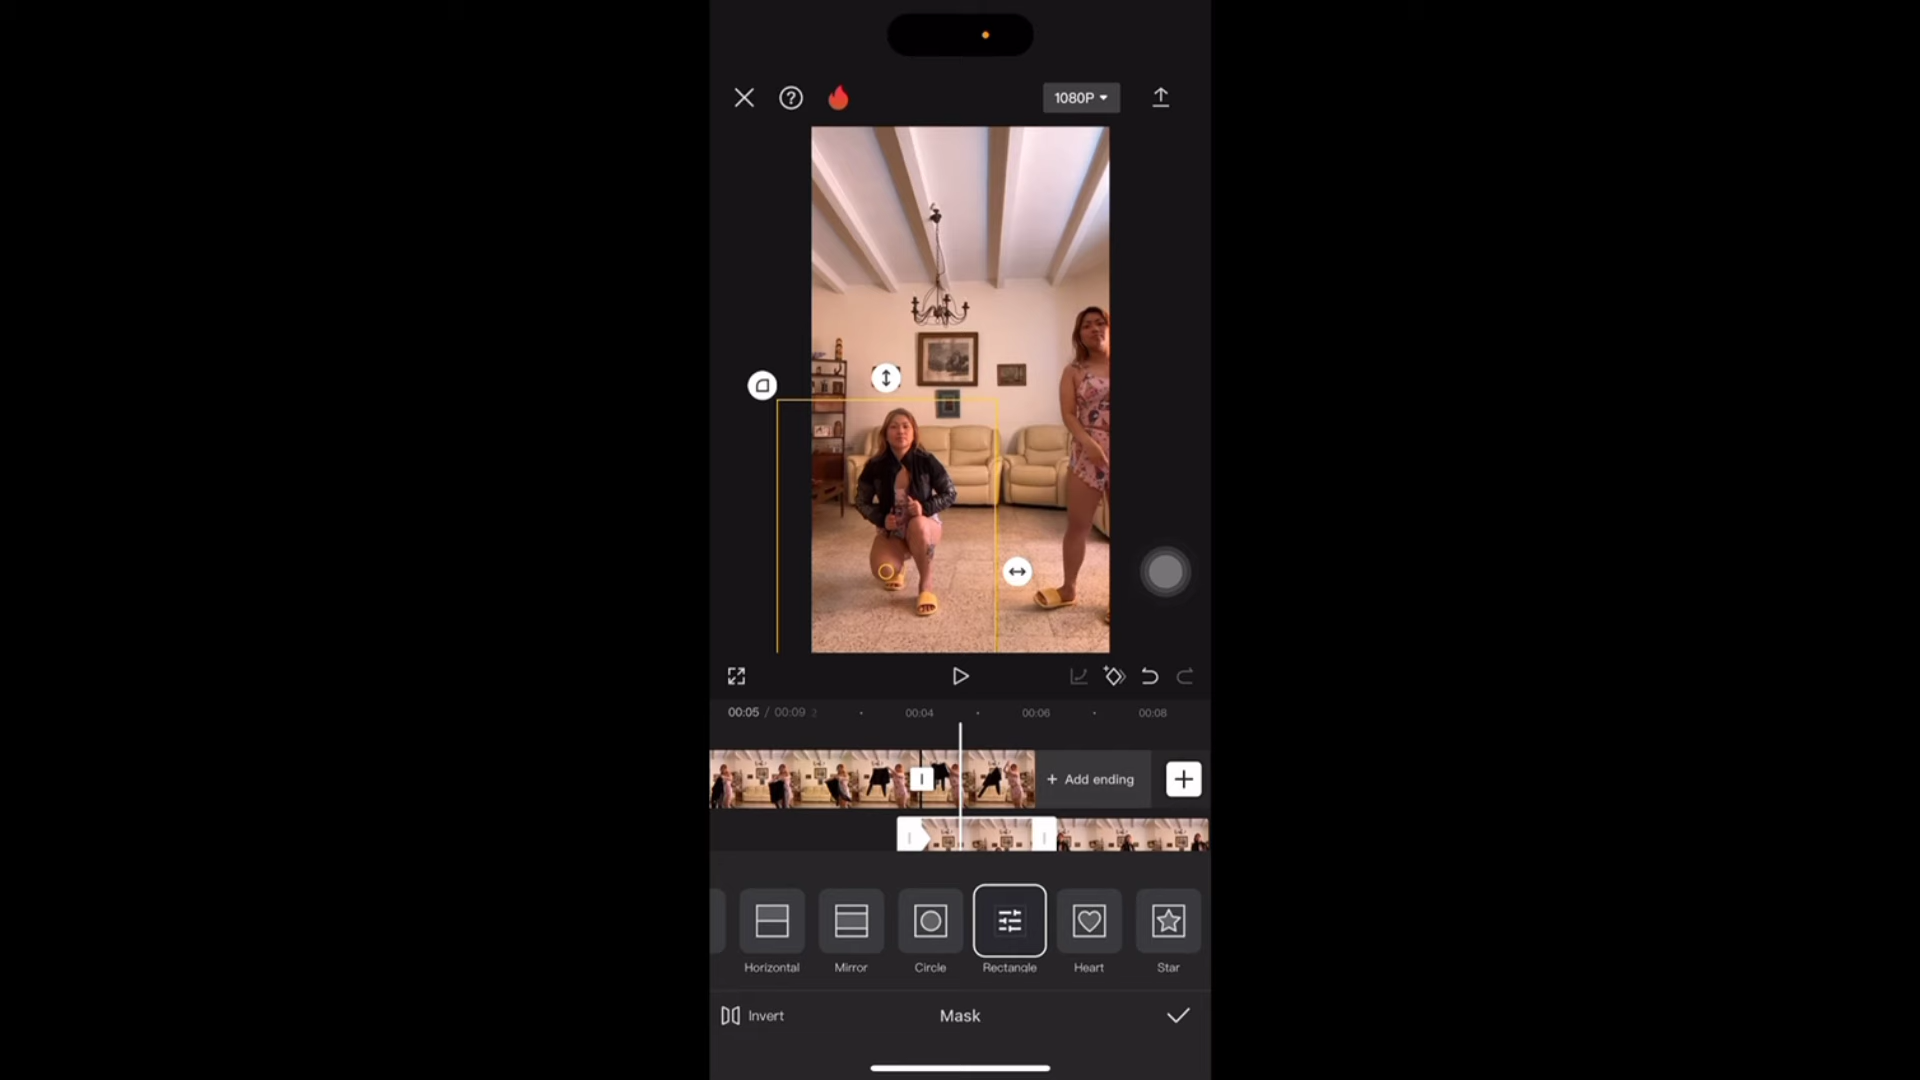 1080P
00:05 / 00:09
00:04
00:06
00:08
+ Add ending
Horizontal
Mirror
Circle
Rectangle
Heart
Star
Invert
Mask